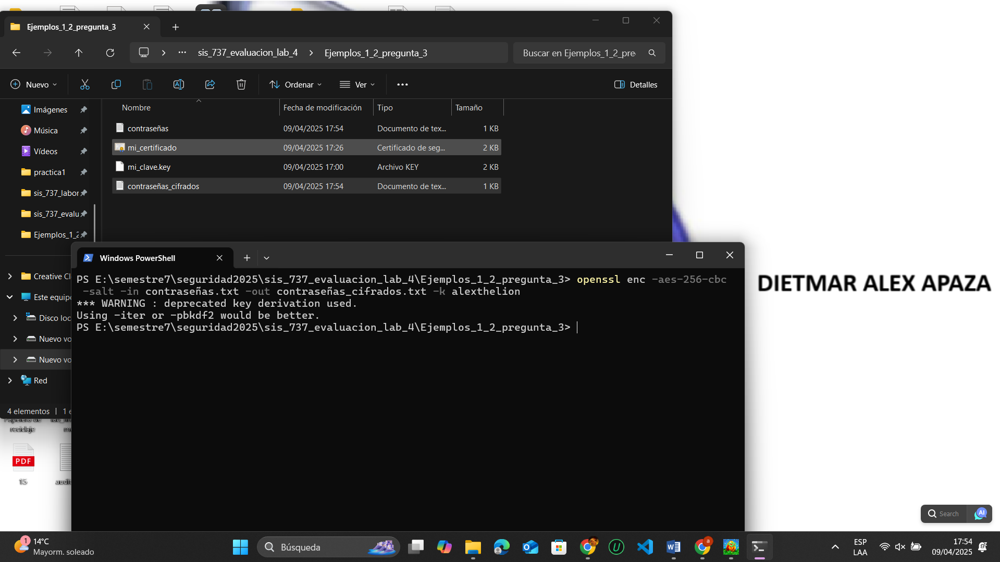 Ejemplos_1_2_pregunta_3
sis_737_evaluacion_lab_4 > Ejemplos_1_2_pregunta_3
Buscar en Ejemplos_1_2_pre
Nuevo
Ordenar
Ver
Detalles
Nombre Fecha de modificación Tipo Tamaño
contraseñas 09/04/2025 17:54 Documento de tex... 1 KB
mi_certificado 09/04/2025 17:26 Certificado de seg... 2 KB
mi_clave.key 09/04/2025 17:00 Archivo KEY 2 KB
contraseñas_cifrados 09/04/2025 17:54 Documento de tex... 1 KB
Imágenes
Música
Vídeos
practica1
sis_737_labor
sis_737_evalu
Ejemplos_1_2
Creative Cl
Este equipo
Disco loc
Nuevo vo
Nuevo vo
Red
4 elementos
Windows PowerShell
PS E:\semestre7\seguridad2025\sis_737_evaluacion_lab_4\Ejemplos_1_2_pregunta_3> openssl enc -aes-256-cbc
-salt -in contraseñas.txt -out contraseñas_cifrados.txt -k alexthelion
*** WARNING : deprecated key derivation used.
Using -iter or -pbkdf2 would be better.
PS E:\semestre7\seguridad2025\sis_737_evaluacion_lab_4\Ejemplos_1_2_pregunta_3>
DIETMAR ALEX APAZA
reciclaje
PDF
15
audit
Search
AI
1
14°C
Mayorm. soleado
Búsqueda
a
ESP
LAA
17:54
09/04/2025